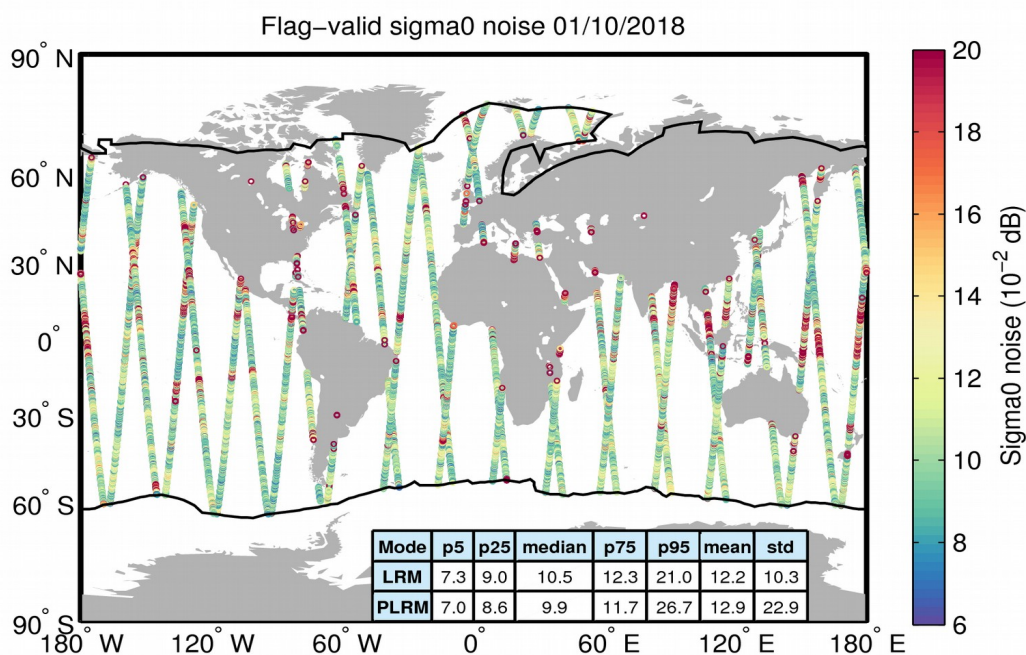 Flag-valid sigma0 noise 01/10/2018
90° N
60° N
30° N
0°
30° S
60° S
90° S
180° W
120° W
60° W
0°
60° E
120° E
180° E
20
18
16
14
12
10
8
6
Sigma0 noise (10⁻² dB)
Mode p5 p25 median p75 p95 mean std
LRM 7.3 9.0 10.5 12.3 21.0 12.2 10.3
PLRM 7.0 8.6 9.9 11.7 26.7 12.9 22.9